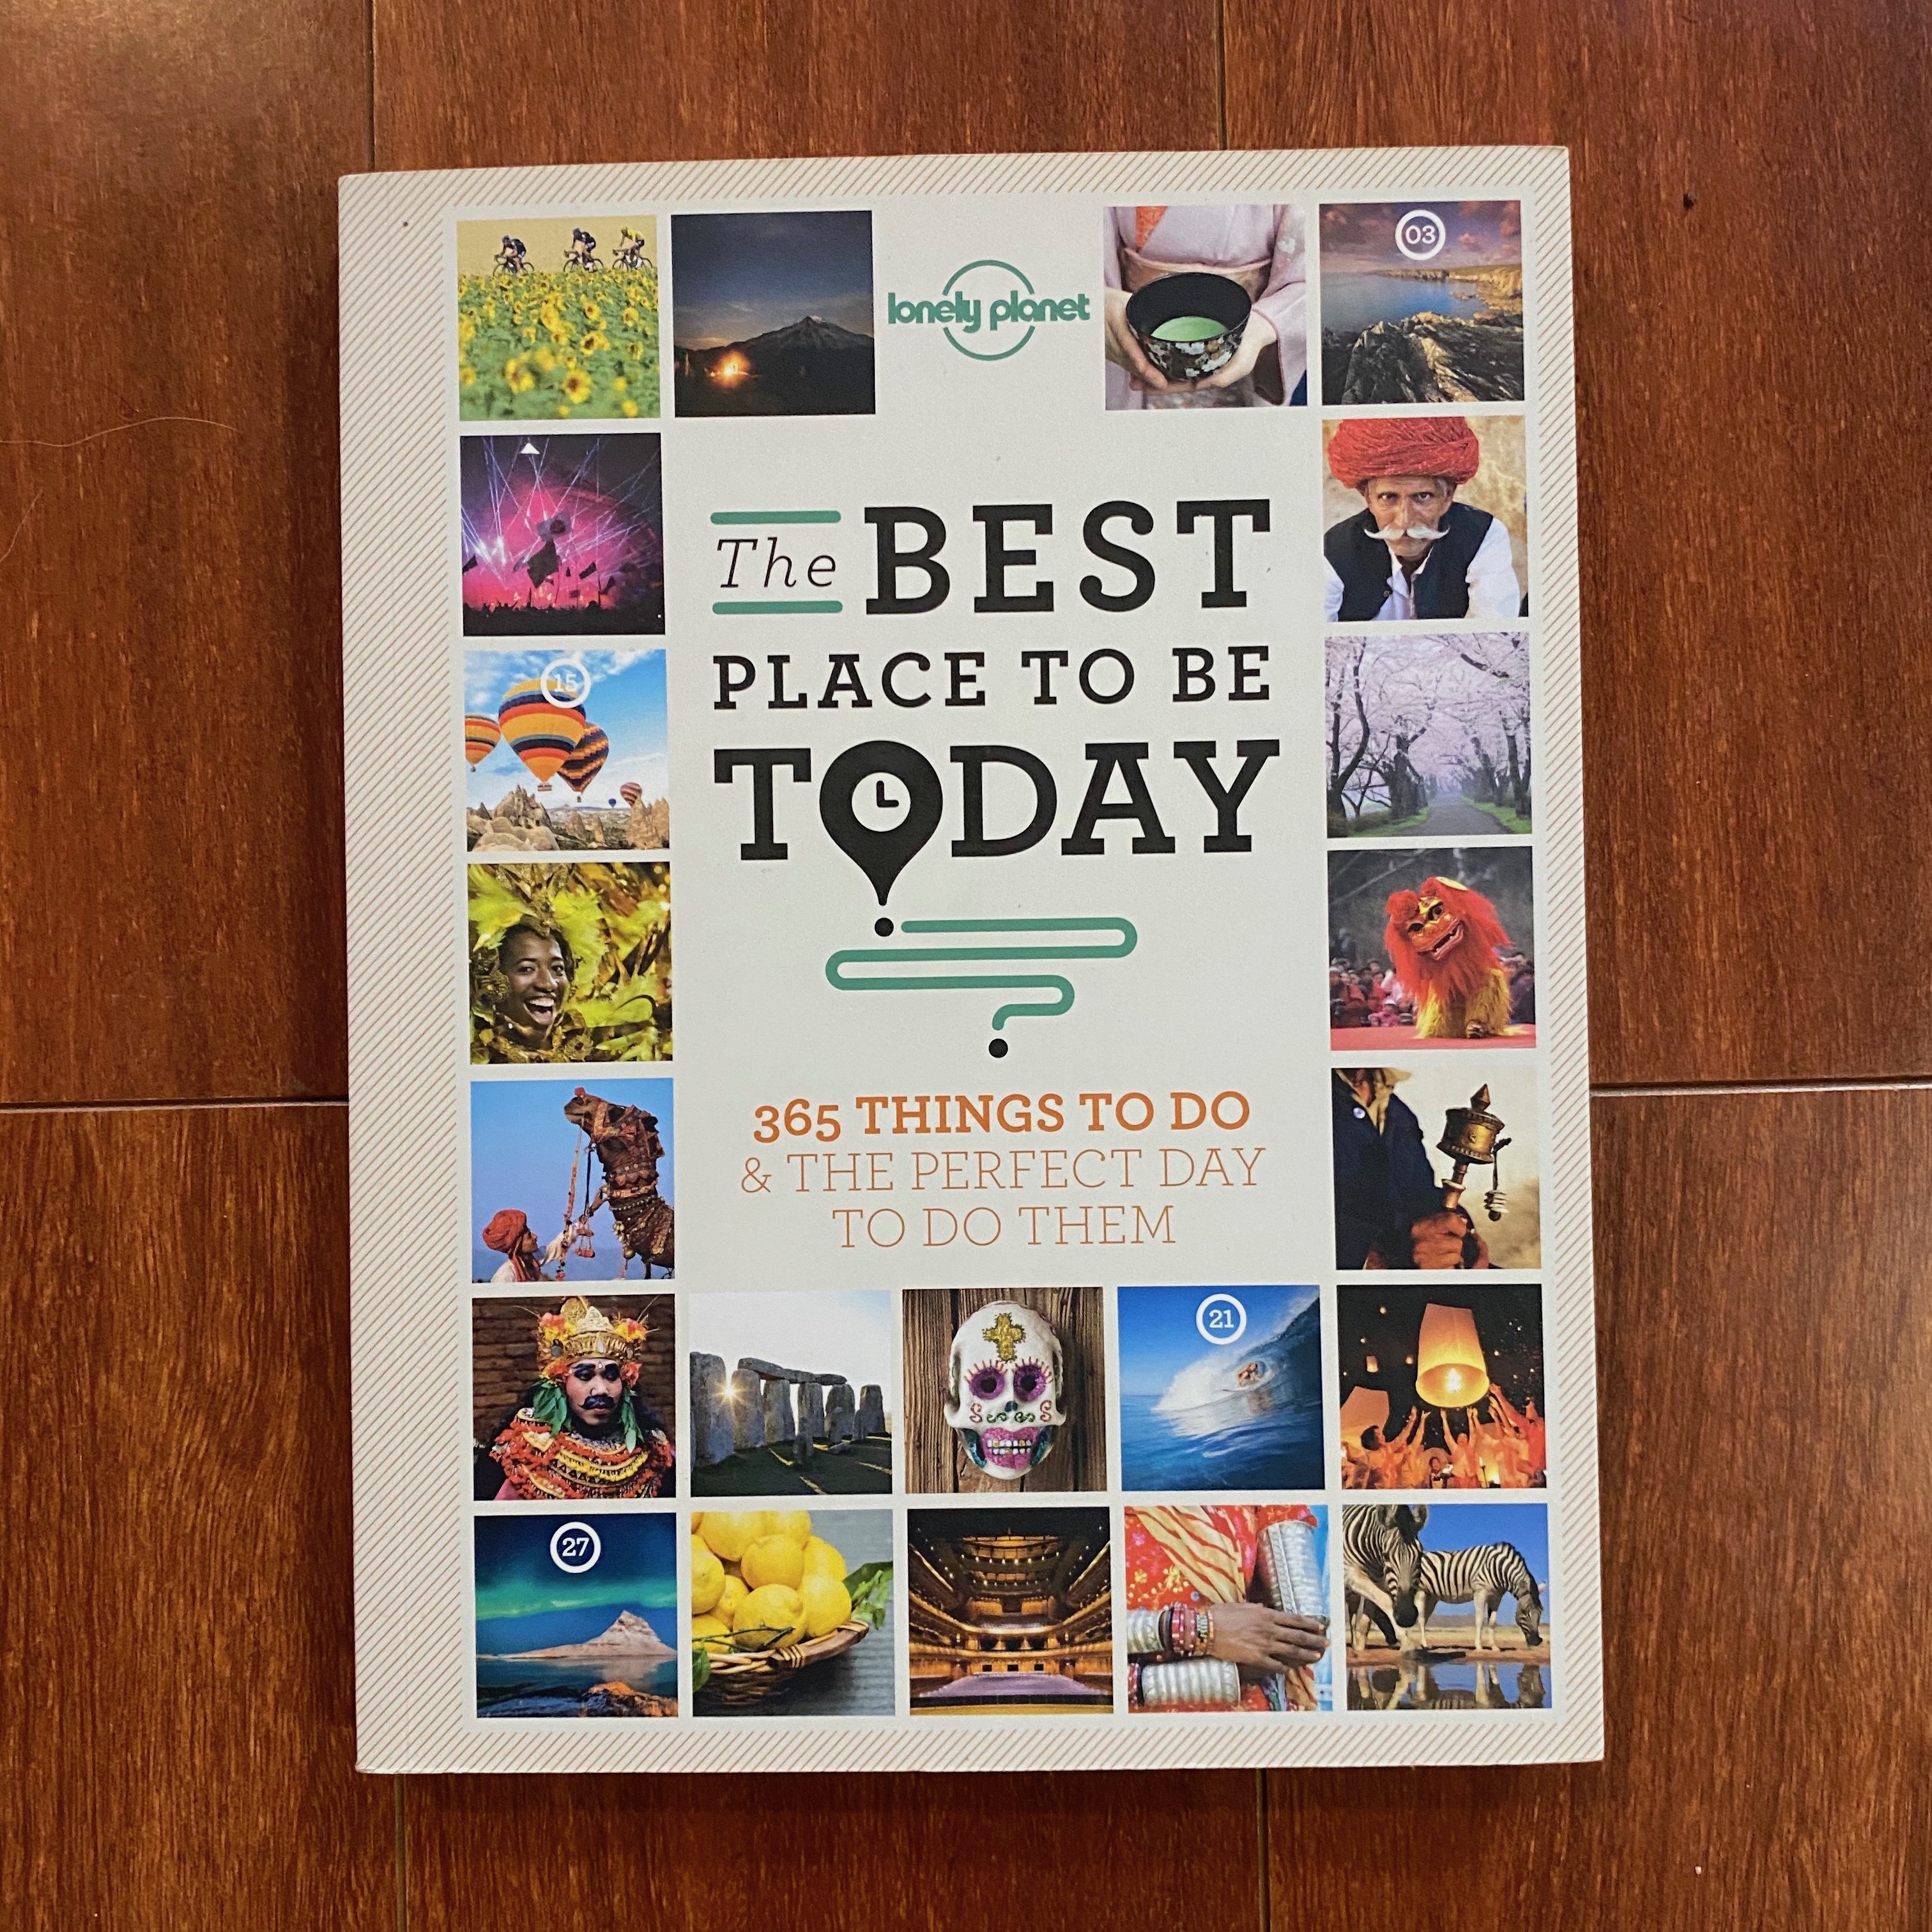 lonely planet
03
The BEST
PLACE TO BE
TODAY
15
365 THINGS TO DO
& THE PERFECT DAY
TO DO THEM
21
27